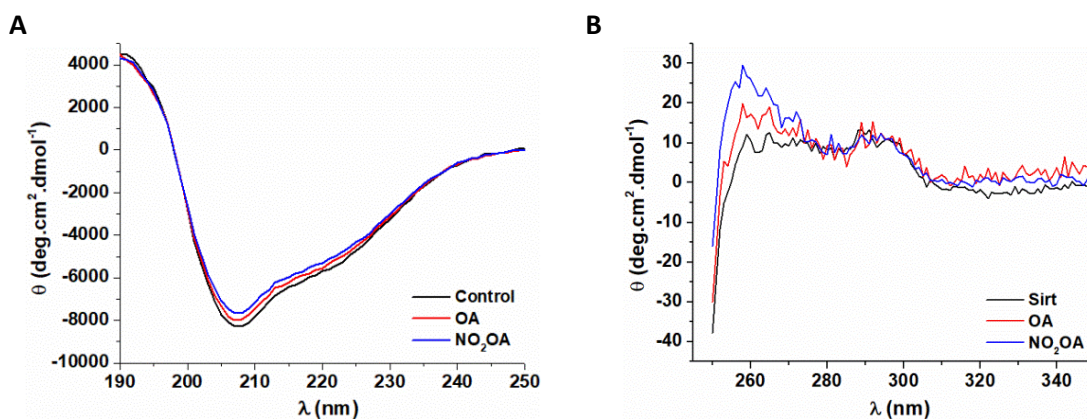 A
θ (deg.cm².dmol⁻¹)
4000
2000
0
-2000
-4000
-6000
-8000
-10000
Control
OA
NO₂OA
190 200 210 220 230 240 250
λ (nm)
B
θ (deg.cm².dmol⁻¹)
30
20
10
0
-10
-20
-30
-40
Sirt
OA
NO₂OA
260 280 300 320 340
λ (nm)